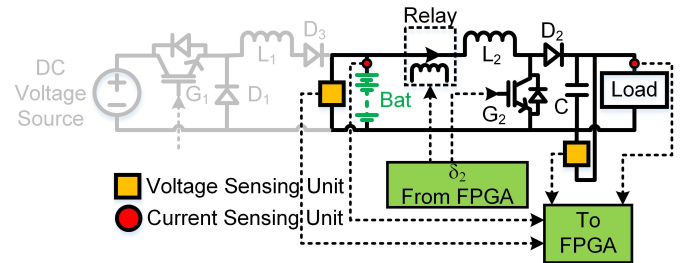 Relay
D3
D2
L1
L2
DC
Voltage
Source
G1
D1
Bat
G2
C
Load
δ2
From FPGA
Voltage Sensing Unit
Current Sensing Unit
To
FPGA